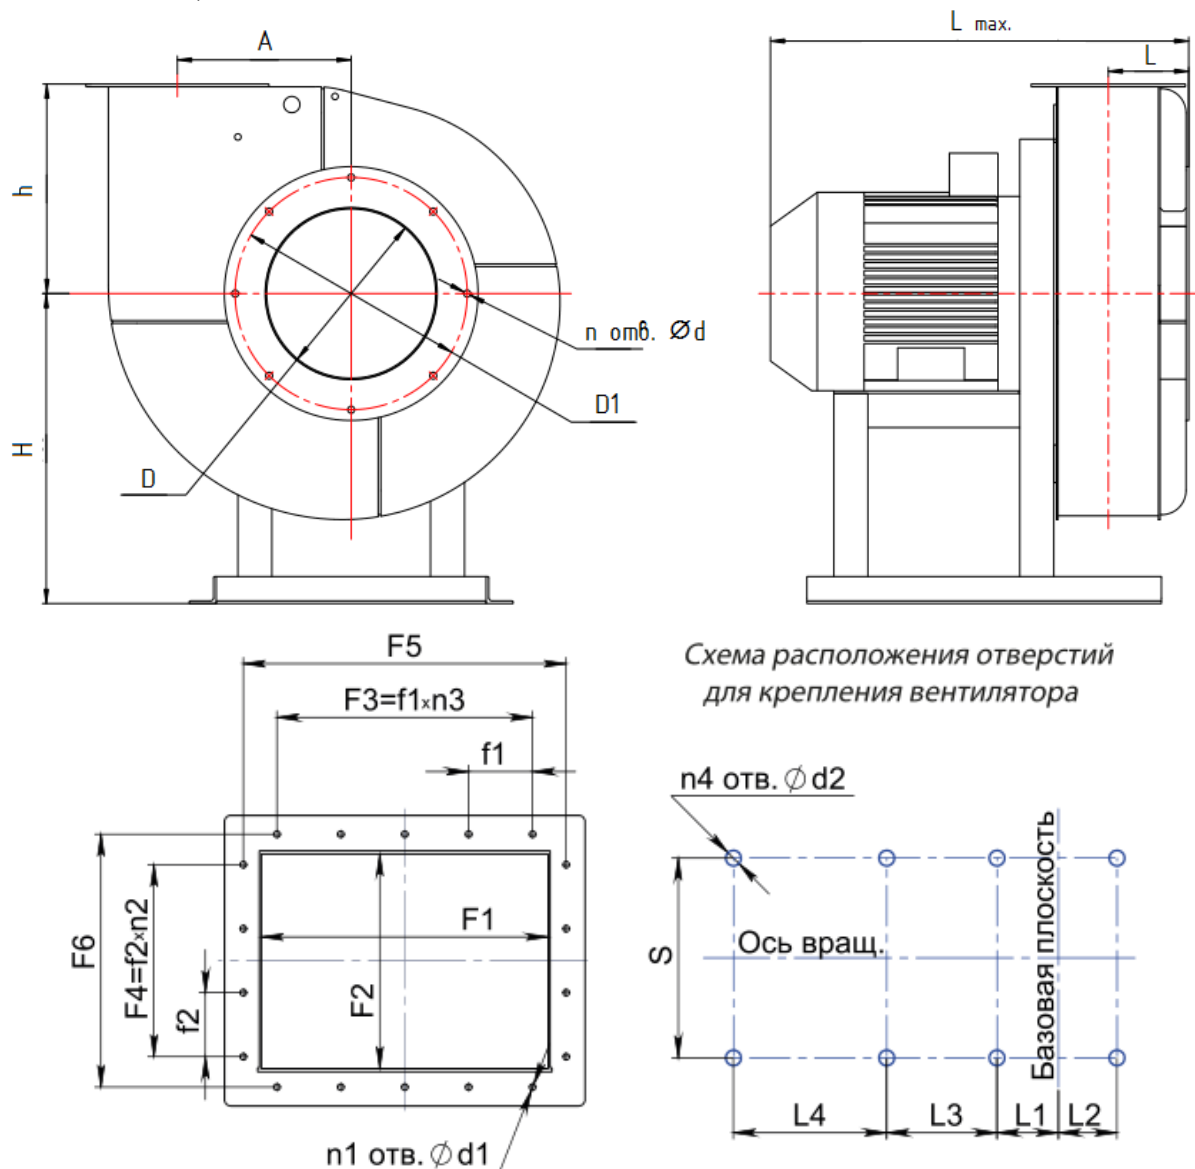 A
L max.
L
h
n отв. Ød
D1
H
D
F5
Схема расположения отверстий
для крепления вентилятора
F3=f1×n3
f1
n4 отв. Ød2
F6
F4=f2×n2
f2
F1
F2
S
Ось вращ.
Базовая плоскость
L4
L3
L1
L2
n1 отв. Ød1